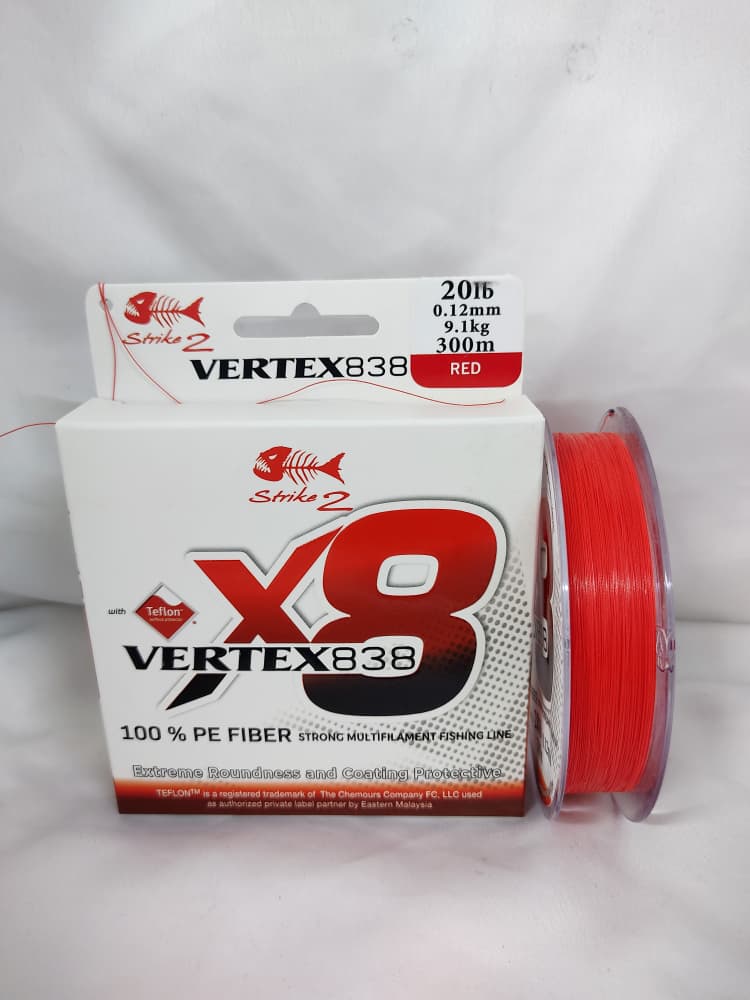 Strike 2
VERTEX838
20lb
0.12mm
9.1kg
300m
RED
Strike 2
X8
with
Teflon™
VERTEX838
100 % PE FIBER STRONG MULTIFILAMENT FISHING LINE
Extreme Roundness and Coating Protective
TEFLON™ is a registered trademark of The Chemours Company FC, LLC used
as authorized private label partner by Eastern Malaysia